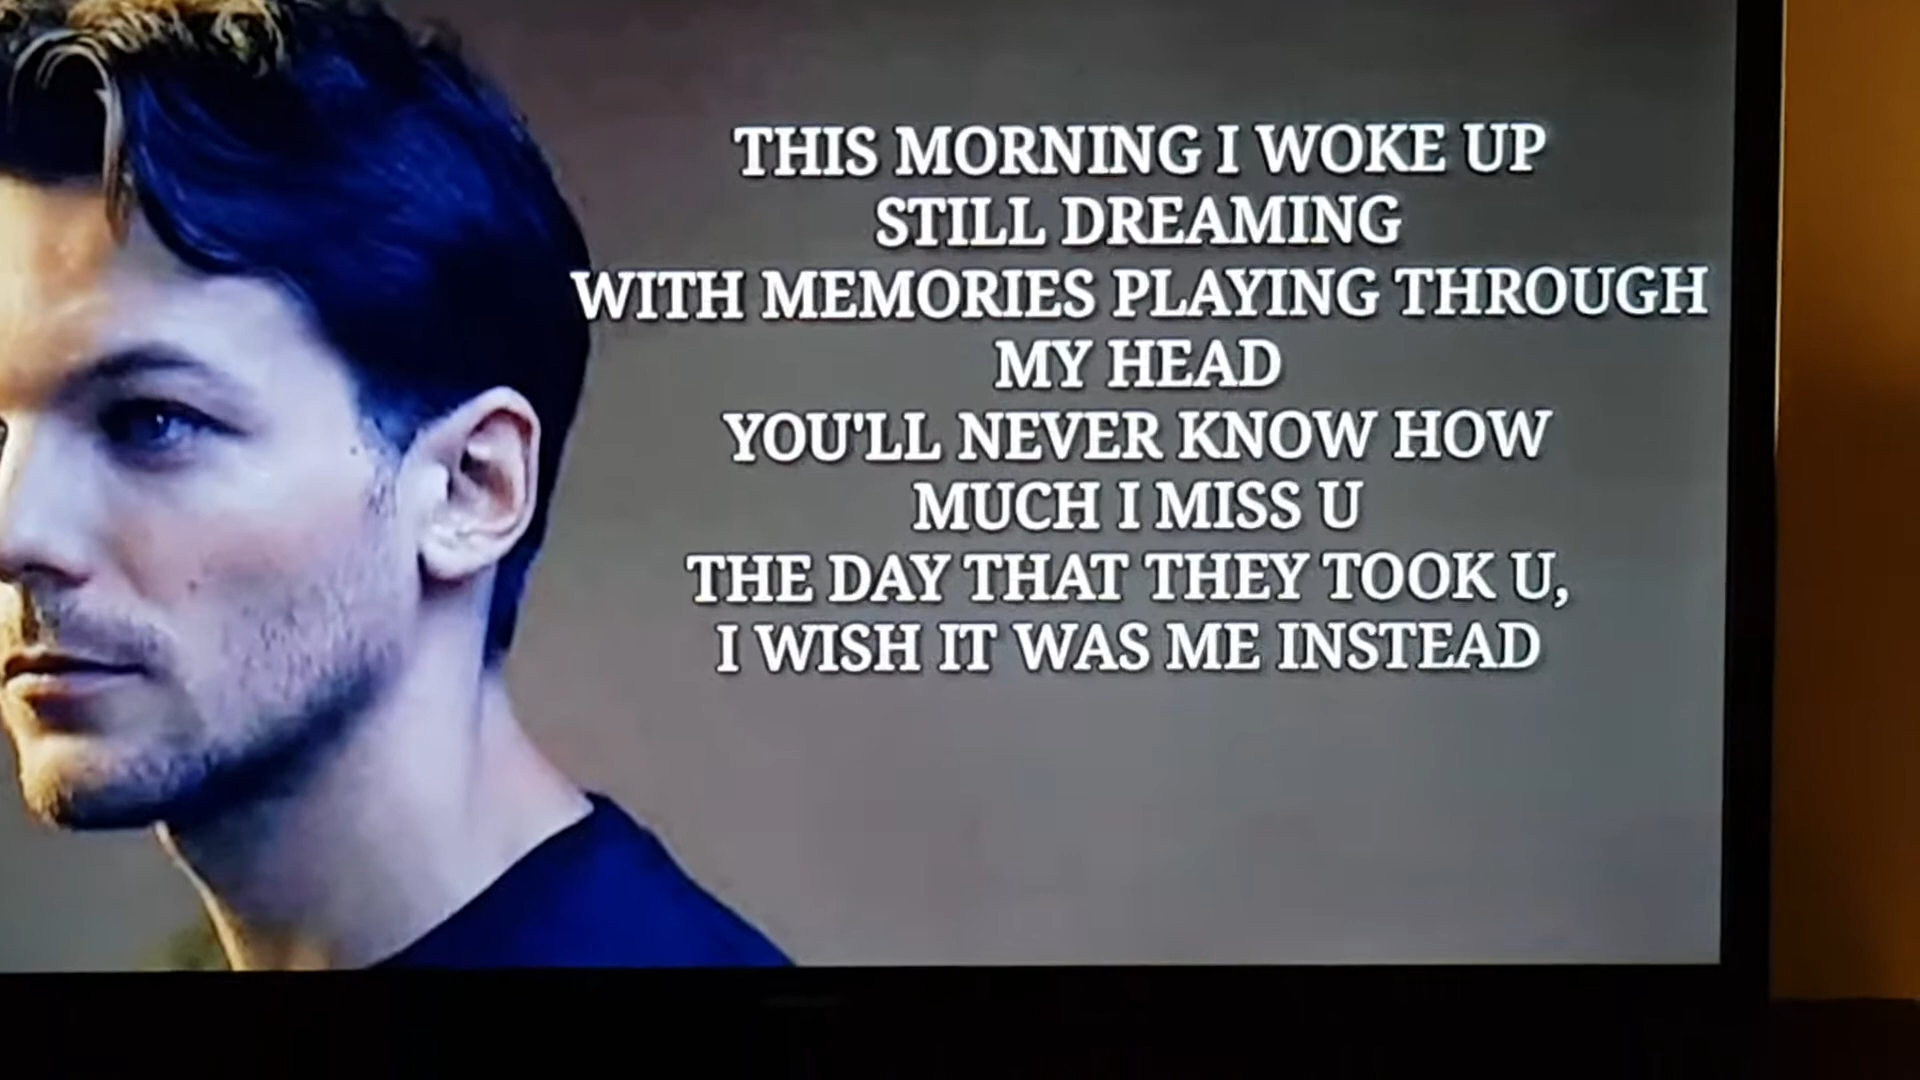 THIS MORNING I WOKE UP
STILL DREAMING
WITH MEMORIES PLAYING THROUGH
MY HEAD
YOU'LL NEVER KNOW HOW
MUCH I MISS U
THE DAY THAT THEY TOOK U,
I WISH IT WAS ME INSTEAD